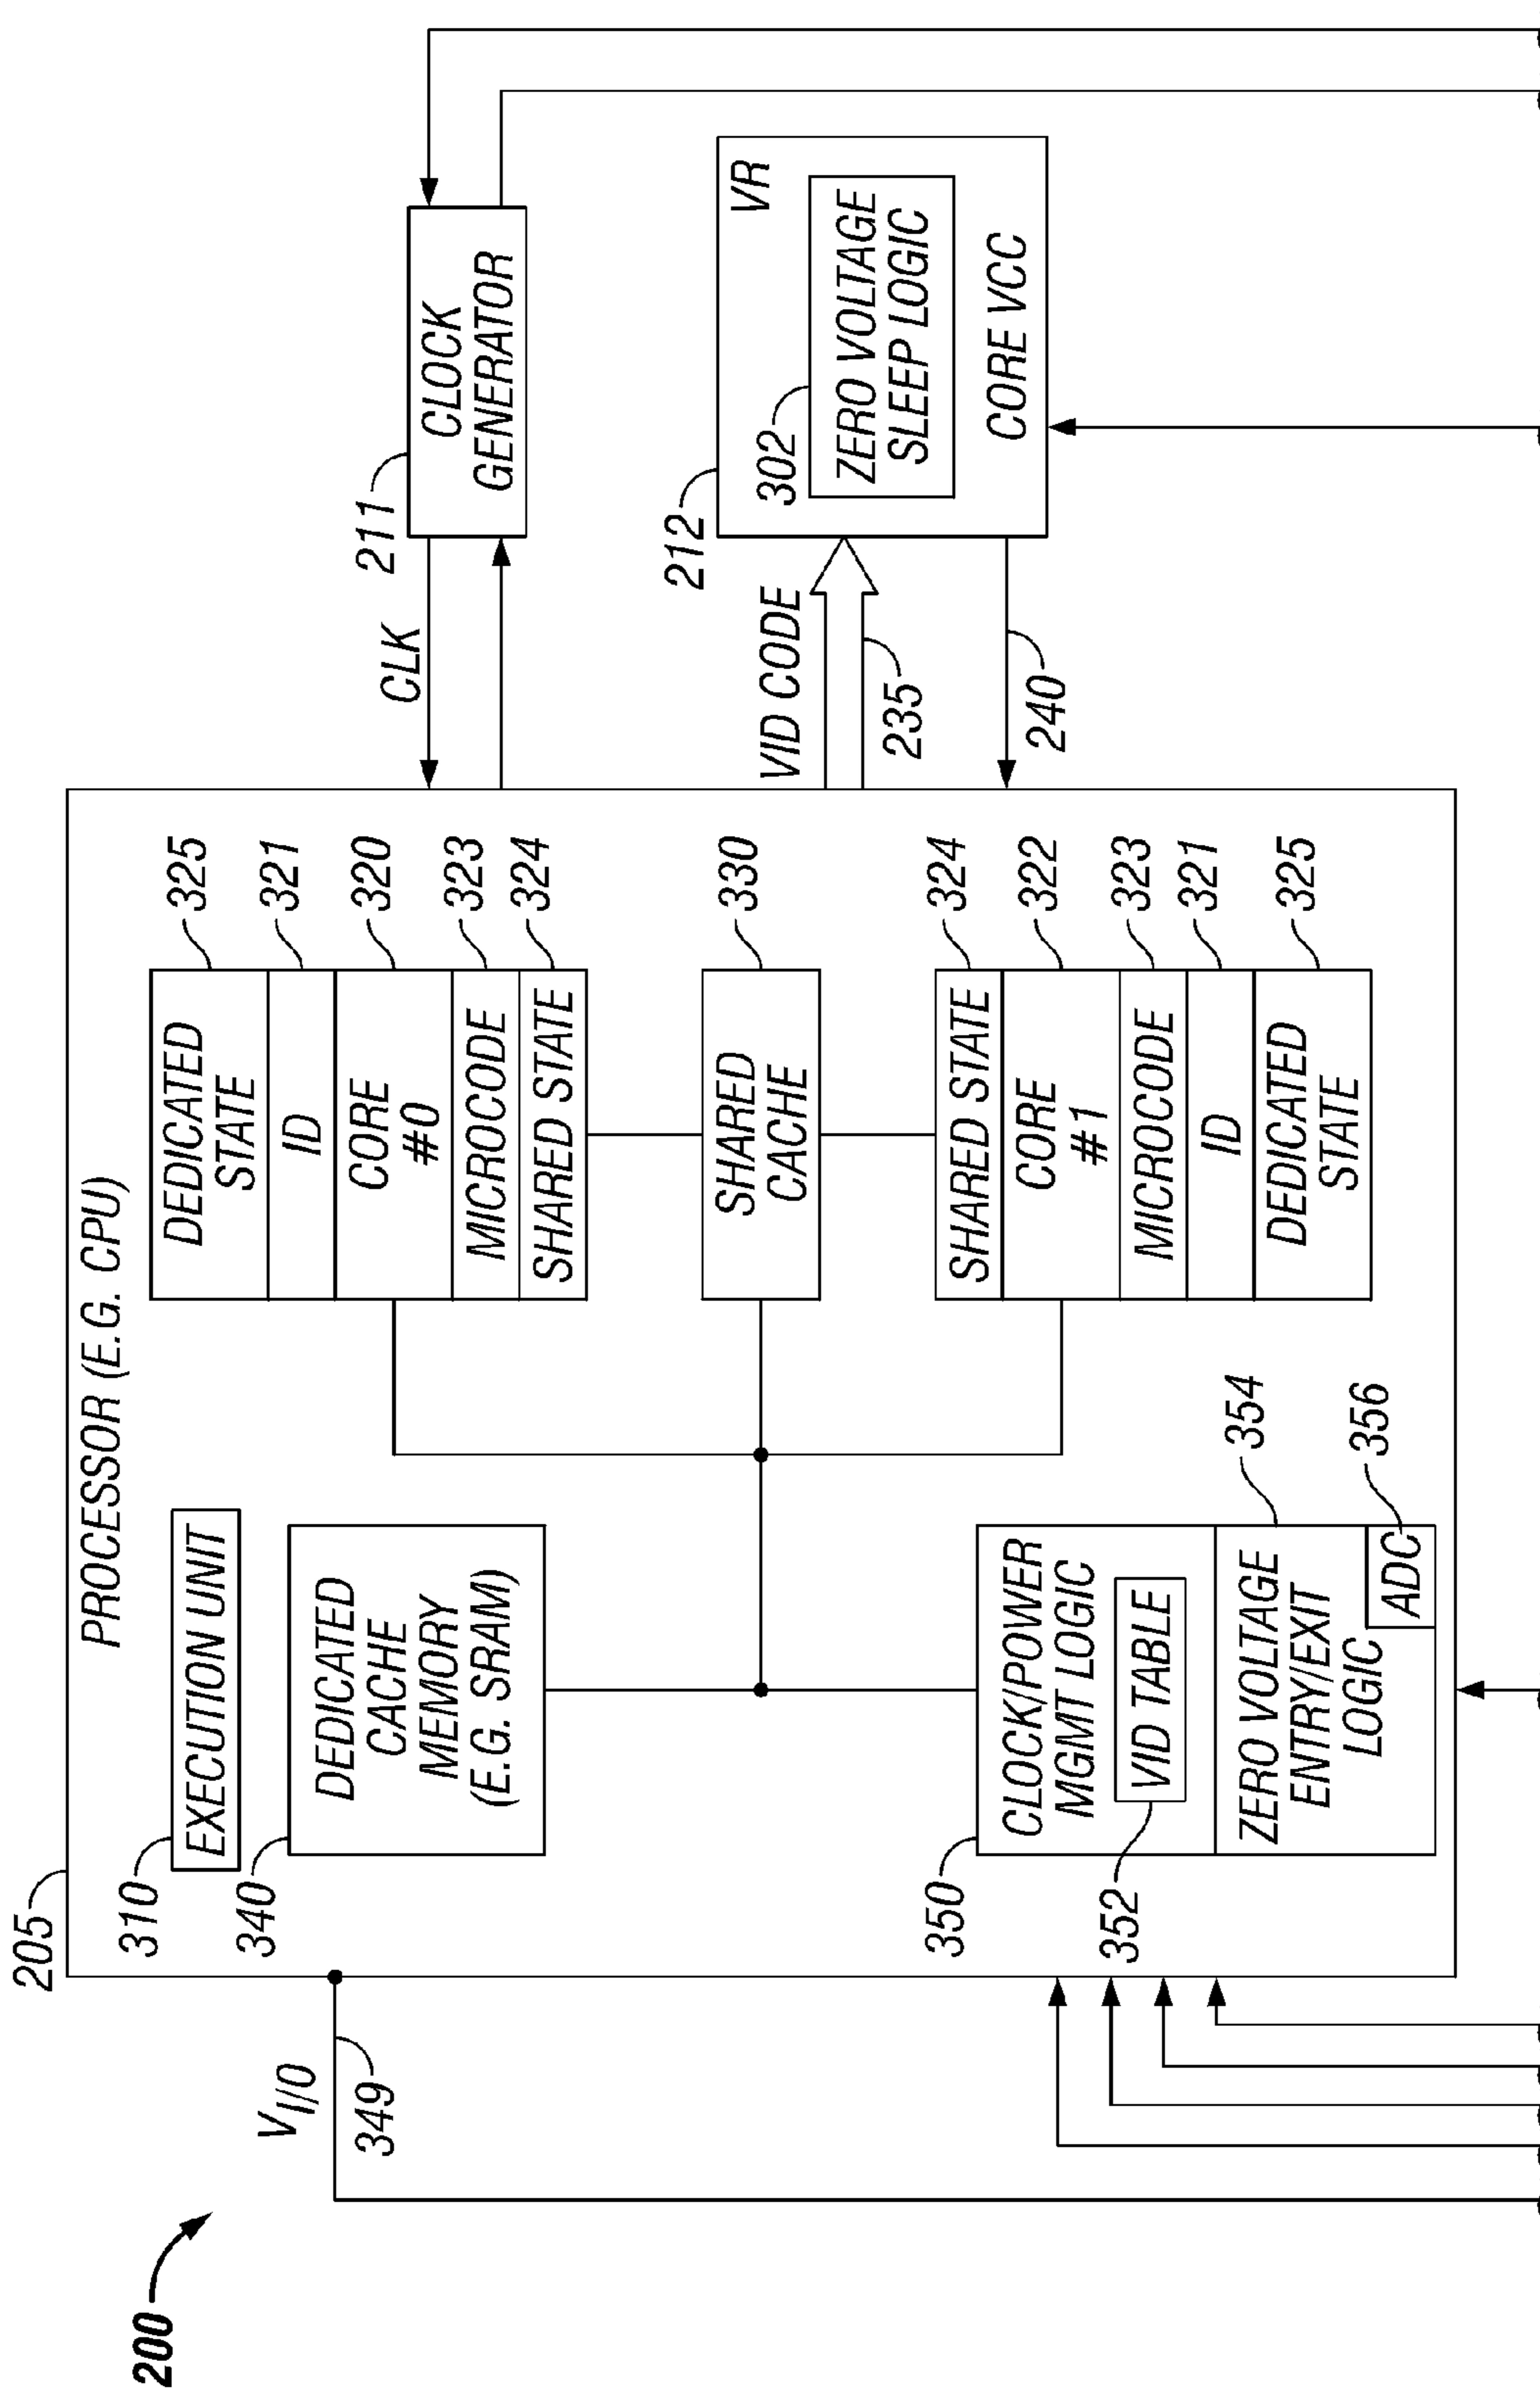 200
205
PROCESSOR (E.G. CPU)
V I/0
349
310
EXECUTION UNIT
340
DEDICATED
CACHE
MEMORY
(E.G. SRAM)
350
CLOCK/POWER
MGMT LOGIC
352
VID TABLE
354
ZERO VOLTAGE
ENTRY/EXIT
LOGIC
356
ADC
DEDICATED
STATE
325
ID
321
CORE
#0
320
MICROCODE
323
SHARED STATE
324
SHARED
CACHE
330
SHARED STATE
324
CORE
#1
322
MICROCODE
323
ID
321
DEDICATED
STATE
325
CLK
211
CLOCK
GENERATOR
VID CODE
235
240
212
VR
302
ZERO VOLTAGE
SLEEP LOGIC
CORE VCC